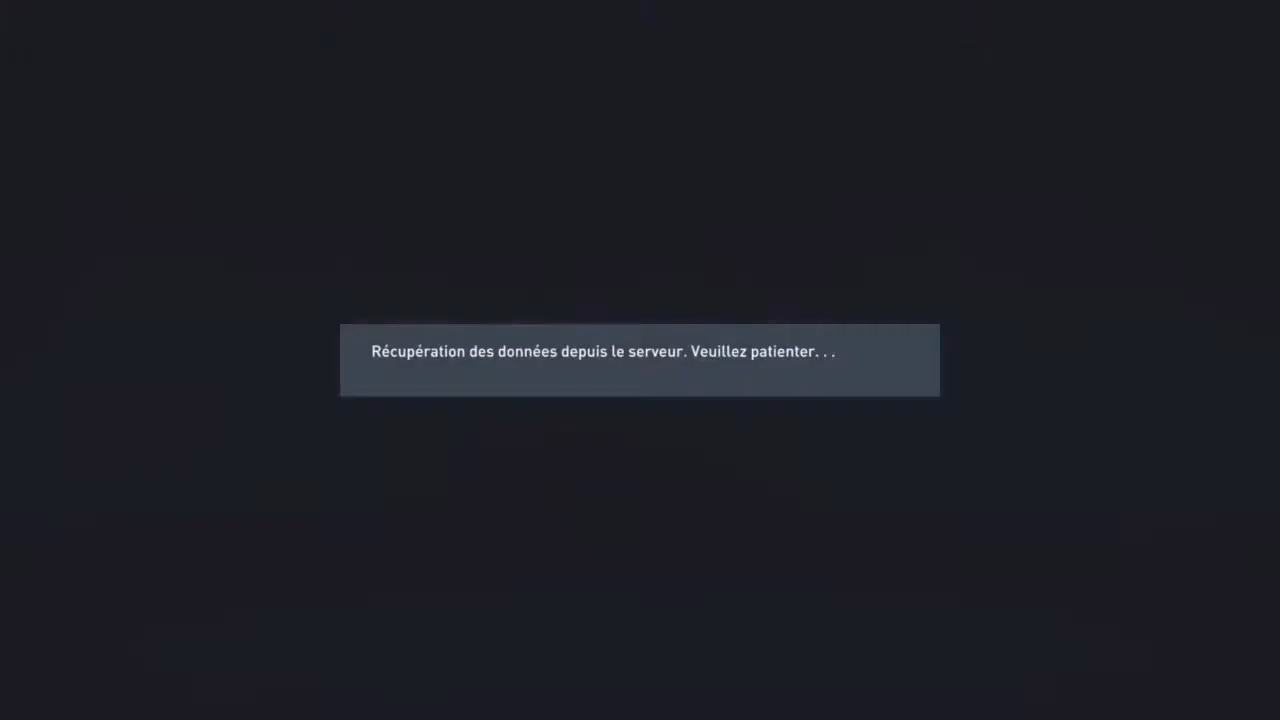 Récupération des données depuis le serveur. Veuillez patienter. . .